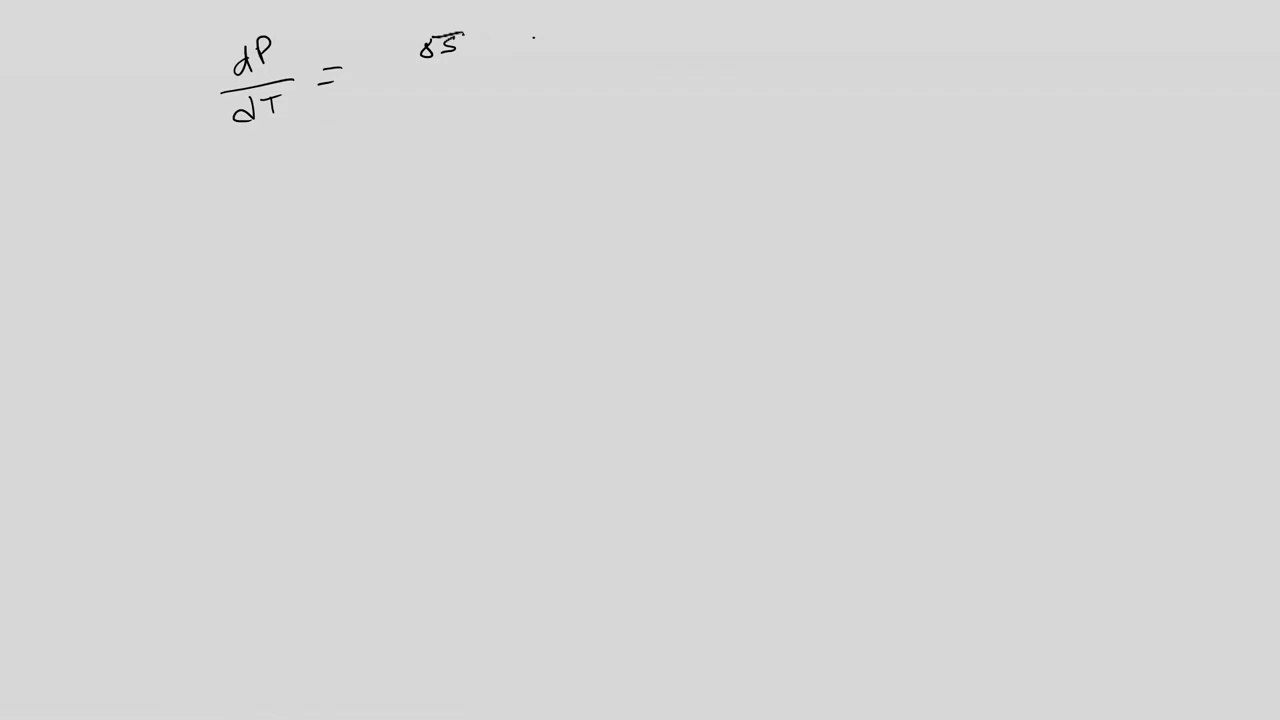 dP/dT = δS̅